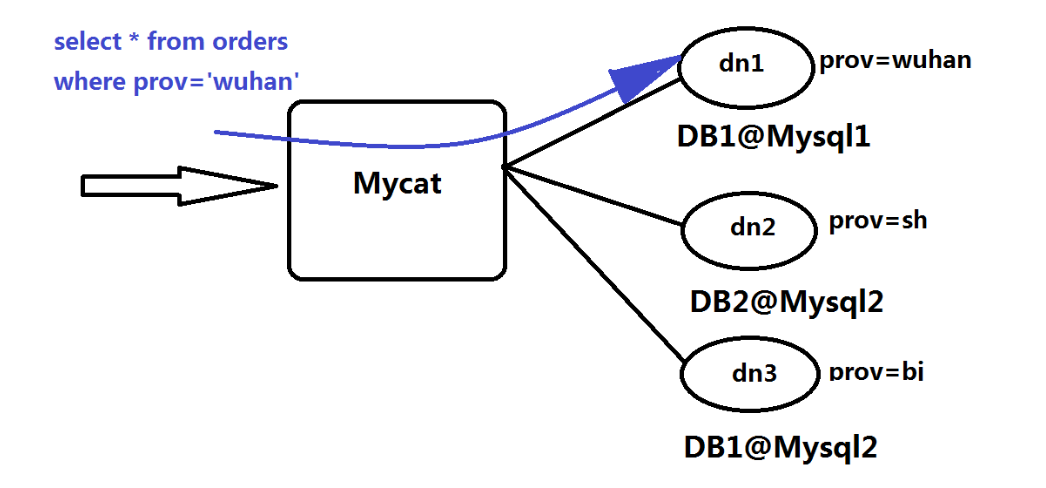 select * from orders
where prov='wuhan'
Mycat
dn1
prov=wuhan
DB1@Mysql1
dn2
prov=sh
DB2@Mysql2
dn3
prov=bi
DB1@Mysql2